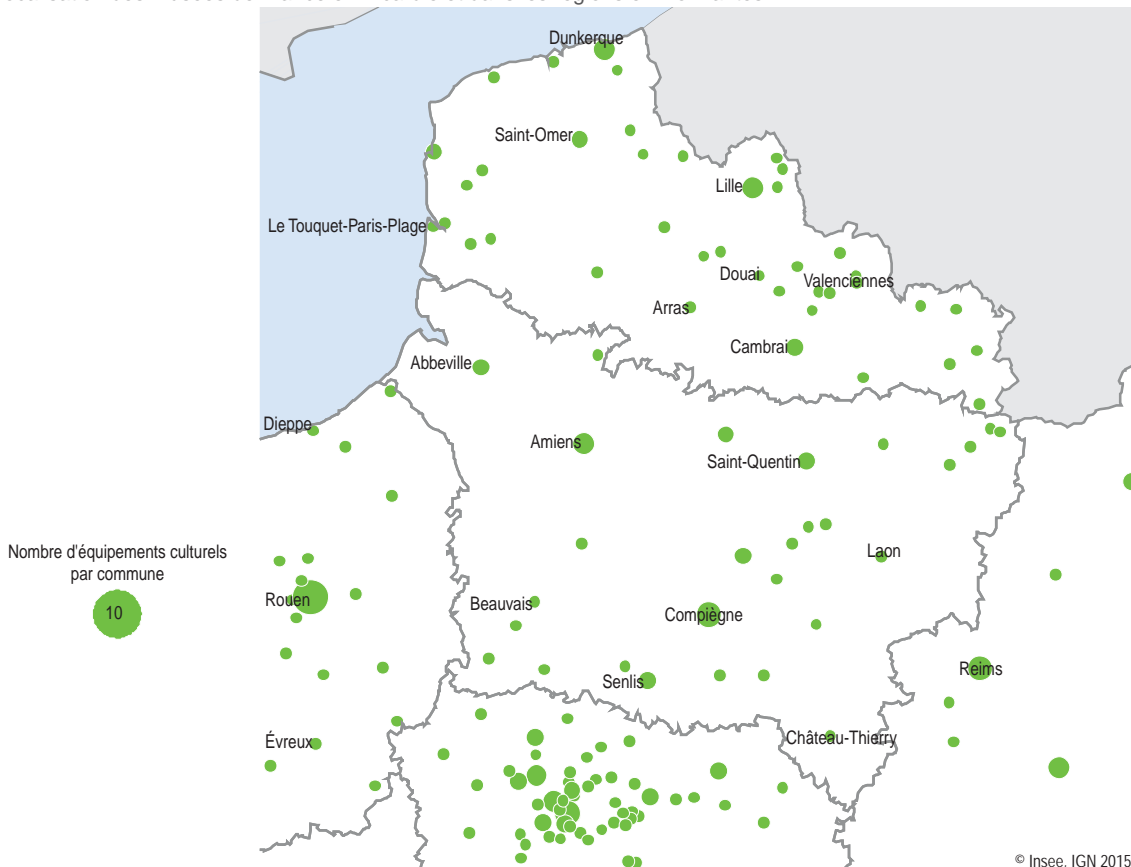 Dunkerque
Saint-Omer
Lille
Le Touquet-Paris-Plage
Douai
Valenciennes
Arras
Cambrai
Abbeville
Dieppe
Amiens
Saint-Quentin
Nombre d'équipements culturels
par commune
10
Laon
Rouen
Beauvais
Compiègne
Reims
Senlis
Évreux
Château-Thierry
© Insee, IGN 2015